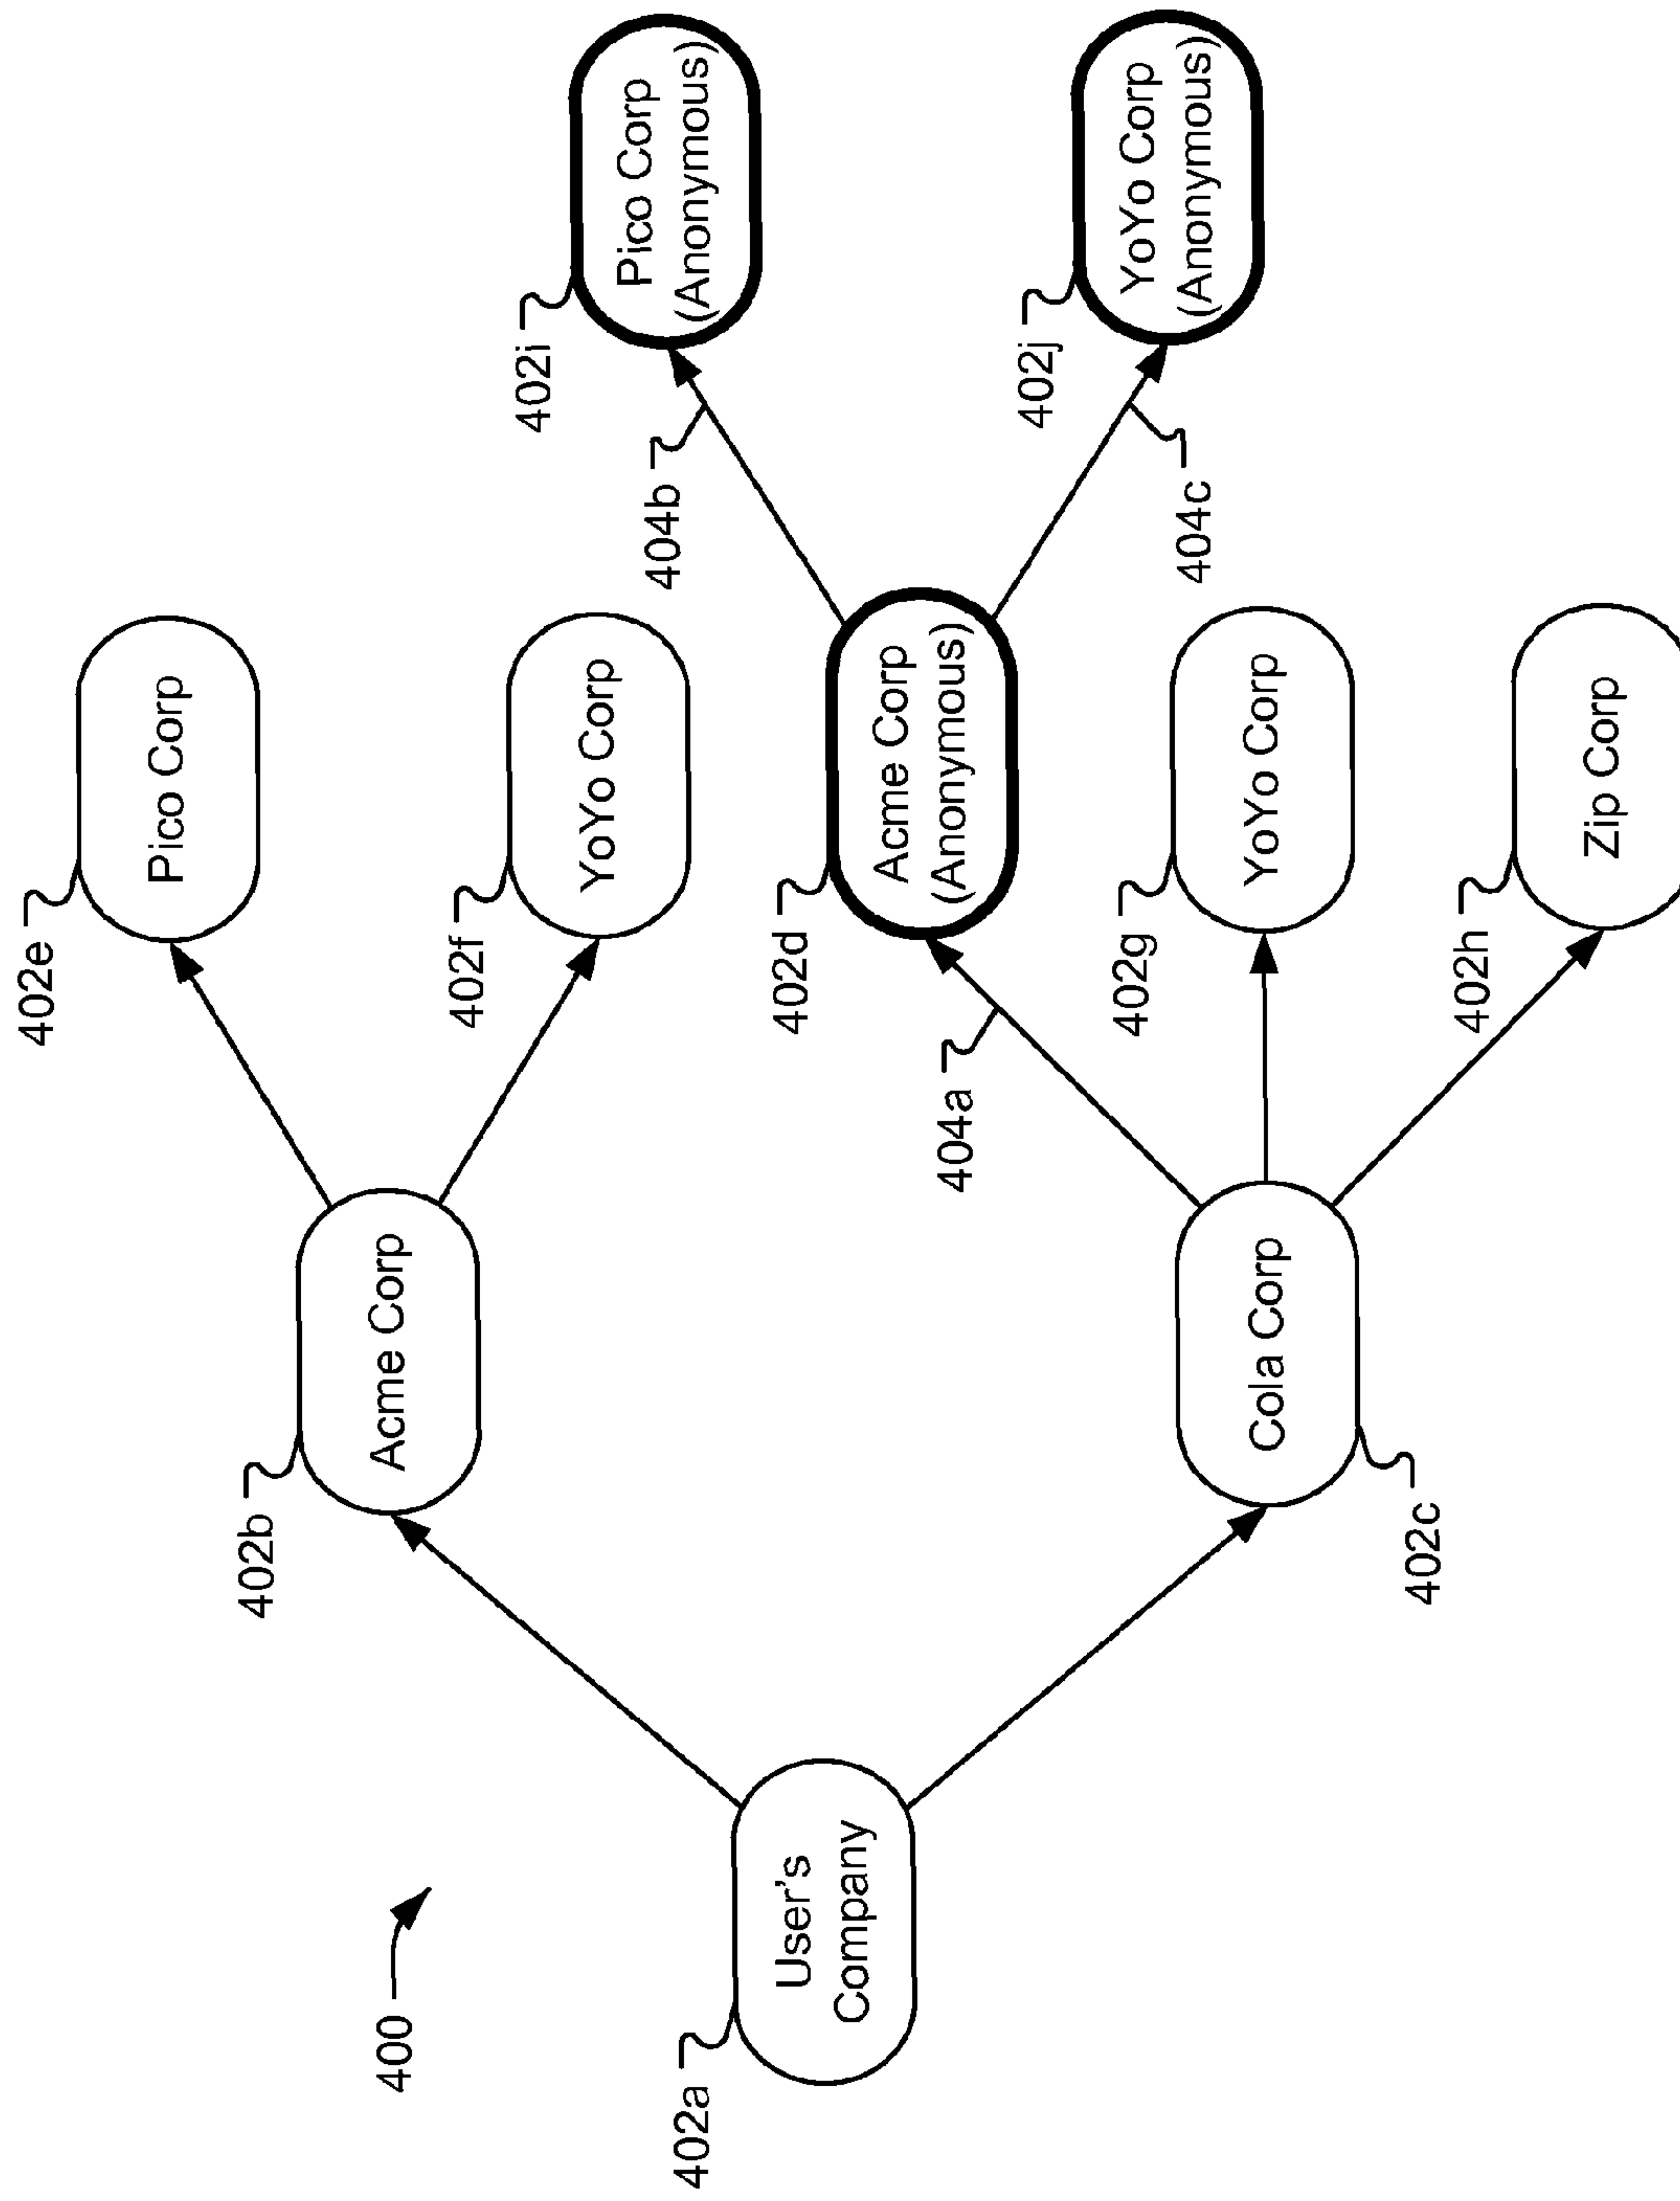 400
402a
User's
Company
402b
Acme Corp
402c
Cola Corp
402e
Pico Corp
402f
YoYo Corp
404a
402d
Acme Corp
(Anonymous)
402g
YoYo Corp
402h
Zip Corp
404b
402i
Pico Corp
(Anonymous)
404c
402j
YoYo Corp
(Anonymous)